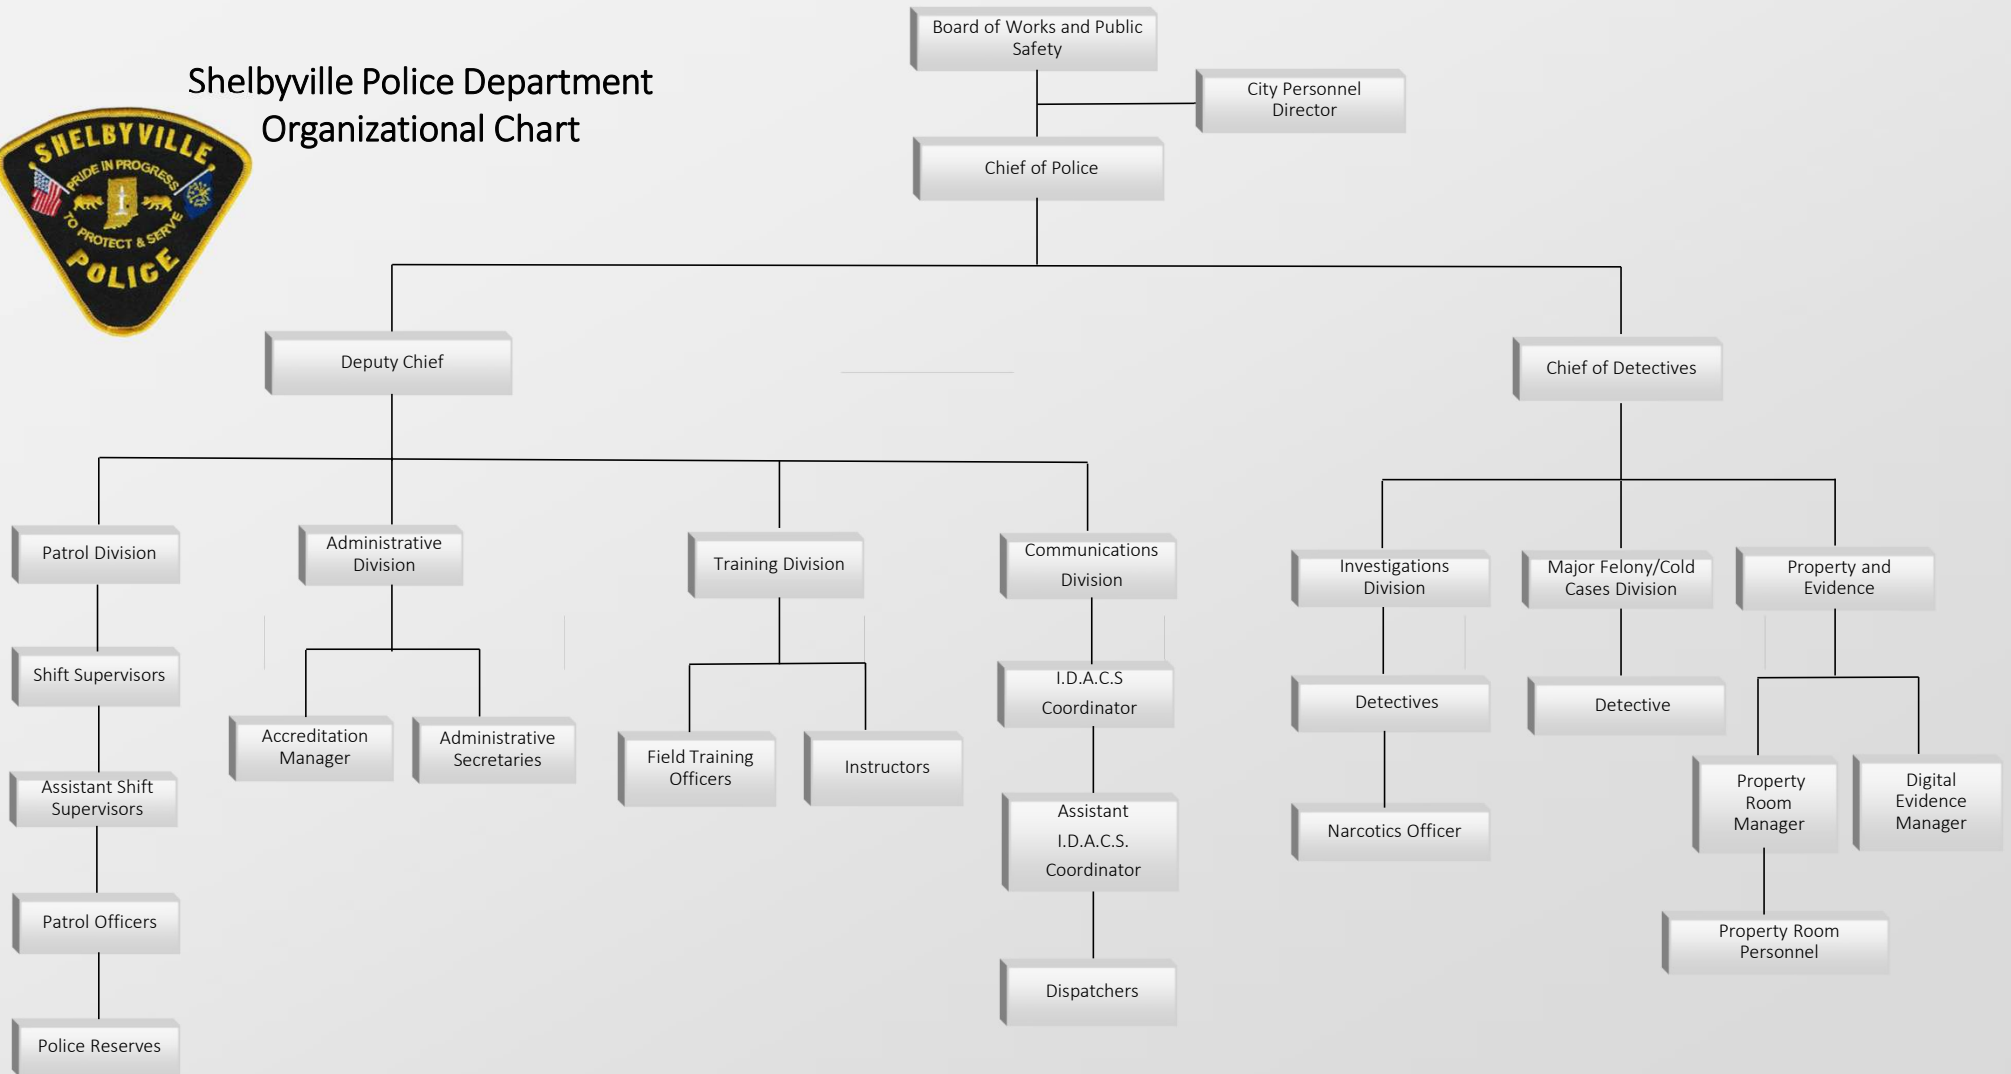 Shelbyville Police Department
Organizational Chart
SHELBYVILLE
PRIDE IN PROGRESS
TO PROTECT & SERVE
POLICE
Board of Works and Public
Safety
City Personnel
Director
Chief of Police
Deputy Chief
Chief of Detectives
Patrol Division
Shift Supervisors
Assistant Shift
Supervisors
Patrol Officers
Police Reserves
Administrative
Division
Accreditation
Manager
Administrative
Secretaries
Training Division
Field Training
Officers
Instructors
Communications
Division
I.D.A.C.S
Coordinator
Assistant
I.D.A.C.S.
Coordinator
Dispatchers
Investigations
Division
Detectives
Narcotics Officer
Major Felony/Cold
Cases Division
Detective
Property and
Evidence
Property
Room
Manager
Property Room
Personnel
Digital
Evidence
Manager